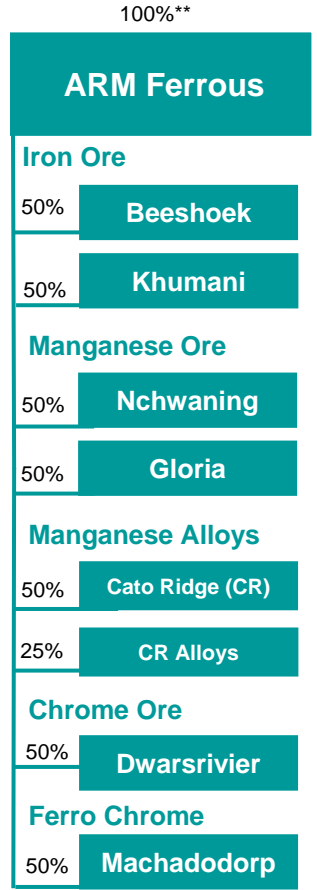 100%**
ARM Ferrous
Iron Ore
50%
Beeshoek
50%
Khumani
Manganese Ore
50%
Nchwaning
50%
Gloria
Manganese Alloys
50%
Cato Ridge (CR)
25%
CR Alloys
Chrome Ore
50%
Dwarsrivier
Ferro Chrome
50%
Machadodorp